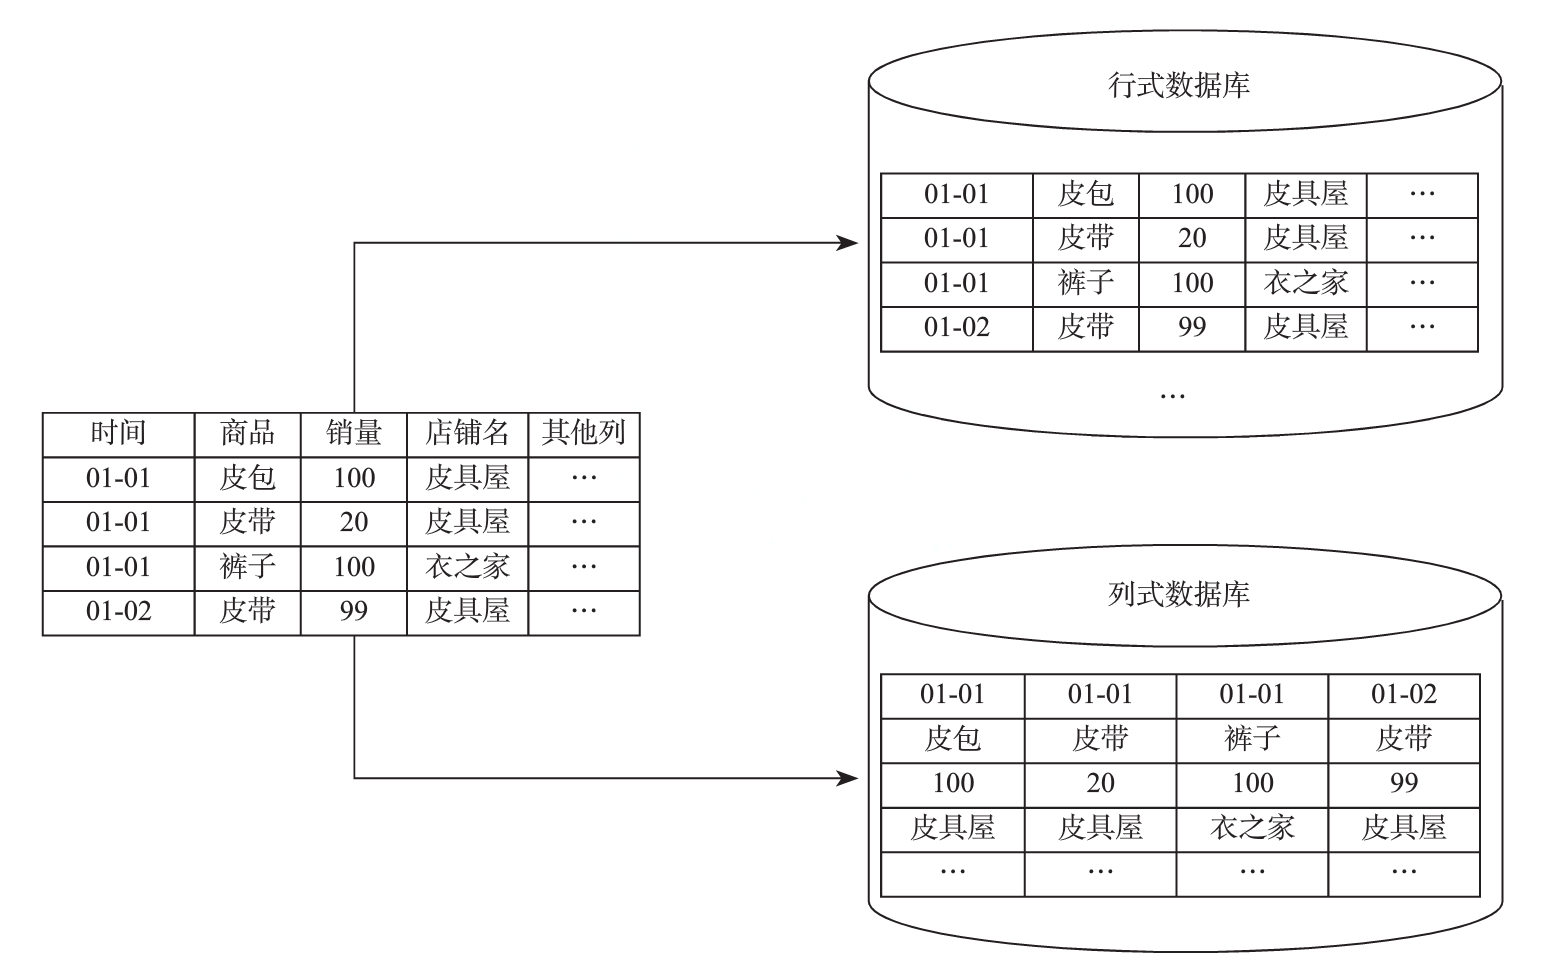 行式数据库
01-01 皮包 100 皮具屋 …
01-01 皮带 20 皮具屋 …
01-01 裤子 100 衣之家 …
01-02 皮带 99 皮具屋 …
…
时间 商品 销量 店铺名 其他列
01-01 皮包 100 皮具屋 …
01-01 皮带 20 皮具屋 …
01-01 裤子 100 衣之家 …
01-02 皮带 99 皮具屋 …
列式数据库
01-01 01-01 01-01 01-02
皮包 皮带 裤子 皮带
100 20 100 99
皮具屋 皮具屋 衣之家 皮具屋
… … … …